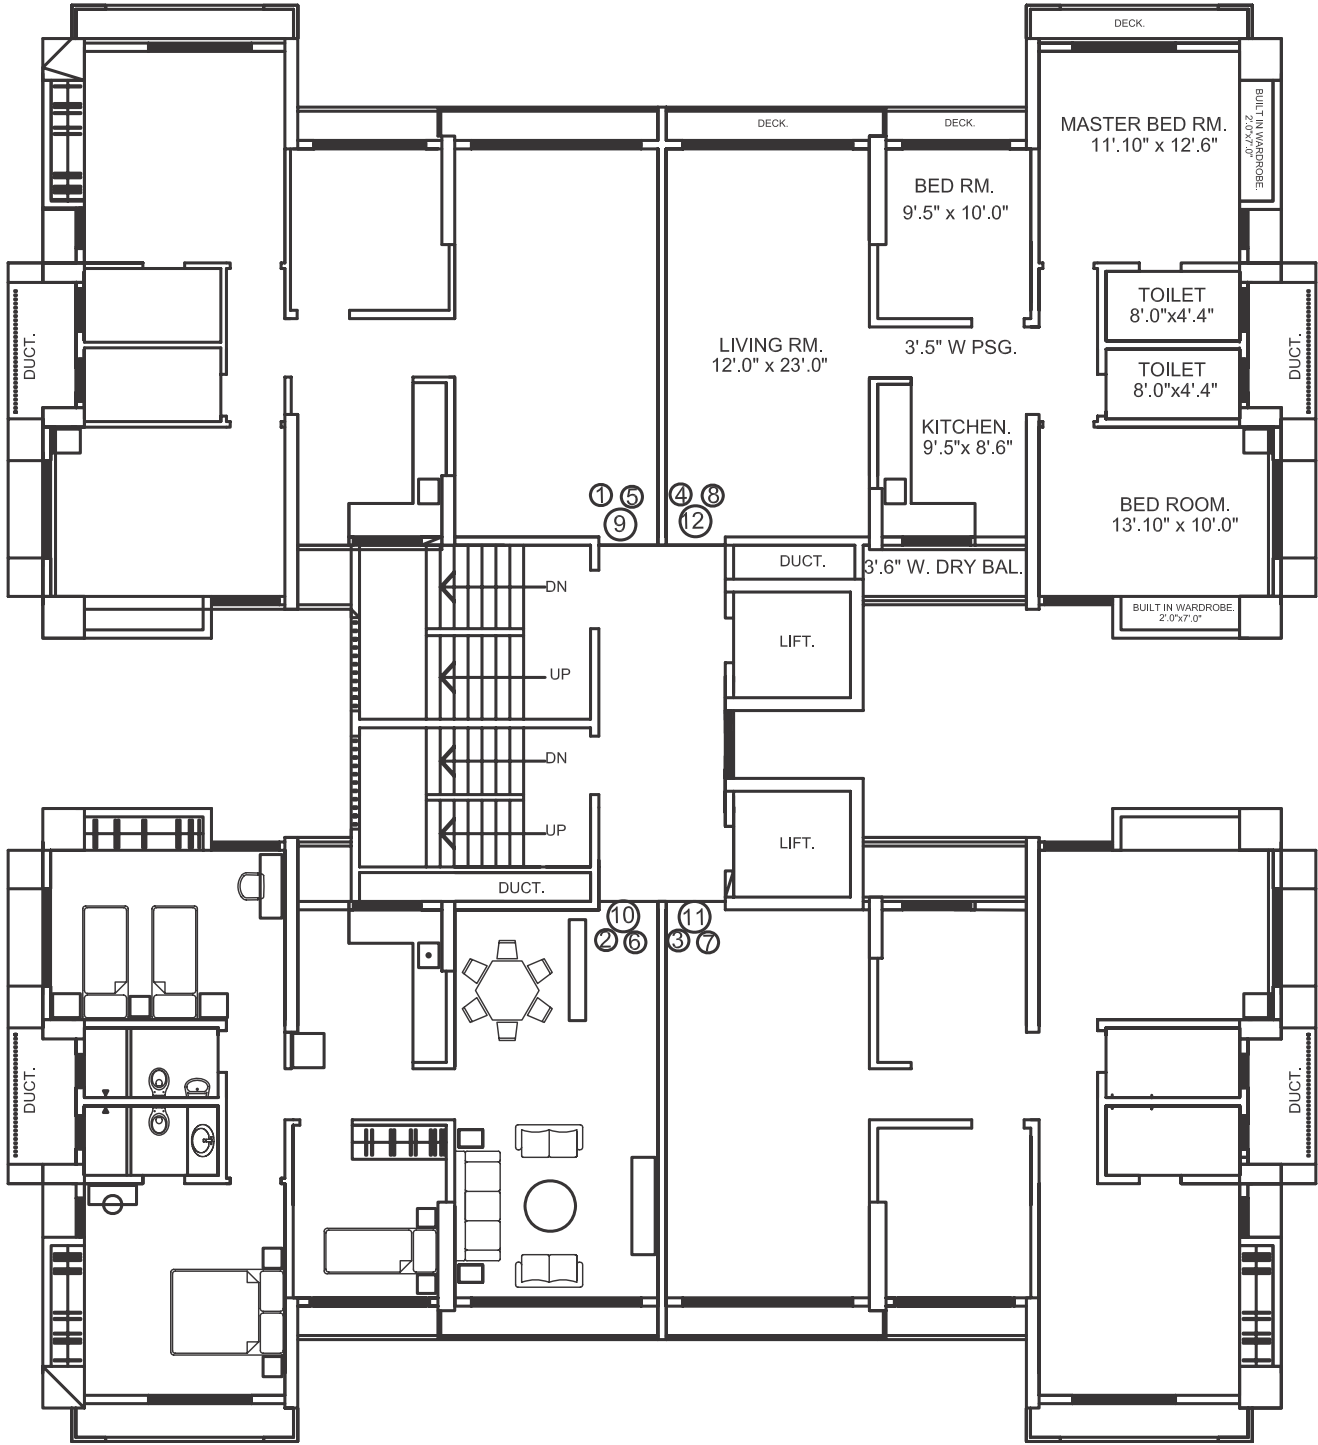 DECK.
MASTER BED RM.
11'.10" x 12'.6"
BUILT IN WARDROBE.
2'.0"x7'.0"
DECK.
DECK.
BED RM.
9'.5" x 10'.0"
TOILET
8'.0"x4'.4"
DUCT.
LIVING RM.
12'.0" x 23'.0"
3'.5" W PSG.
TOILET
8'.0"x4'.4"
DUCT.
KITCHEN.
9'.5"x 8'.6"
1 5 4 8
9 12
BED ROOM.
13'.10" x 10'.0"
DUCT.
3'.6" W. DRY BAL.
DN
BUILT IN WARDROBE.
2'.0"x7'.0"
LIFT.
UP
DN
UP
LIFT.
DUCT.
10 11
2 6 3 7
DUCT.
DUCT.